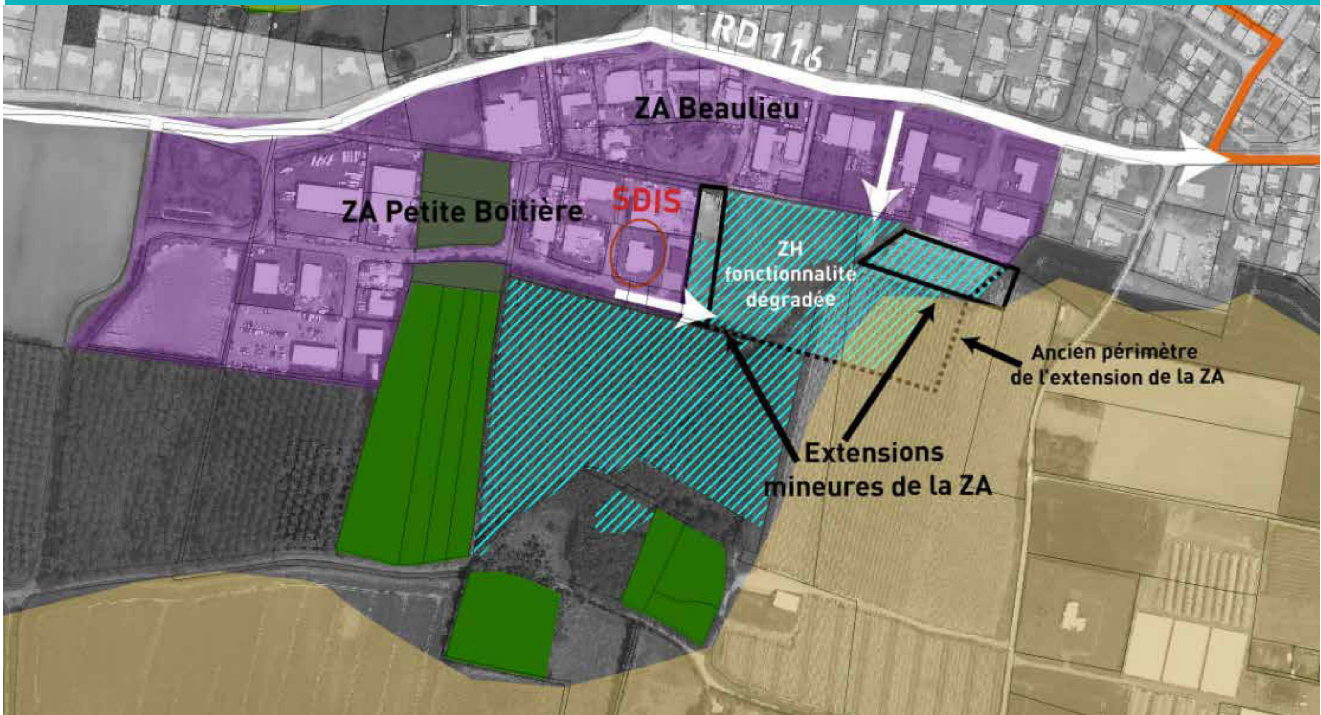 RD 116
ZA Beaulieu
ZA Petite Boitière
SDIS
ZH
fonctionnalité
dégradée
Ancien périmètre
de l'extension de la ZA
Extensions
mineures de la ZA